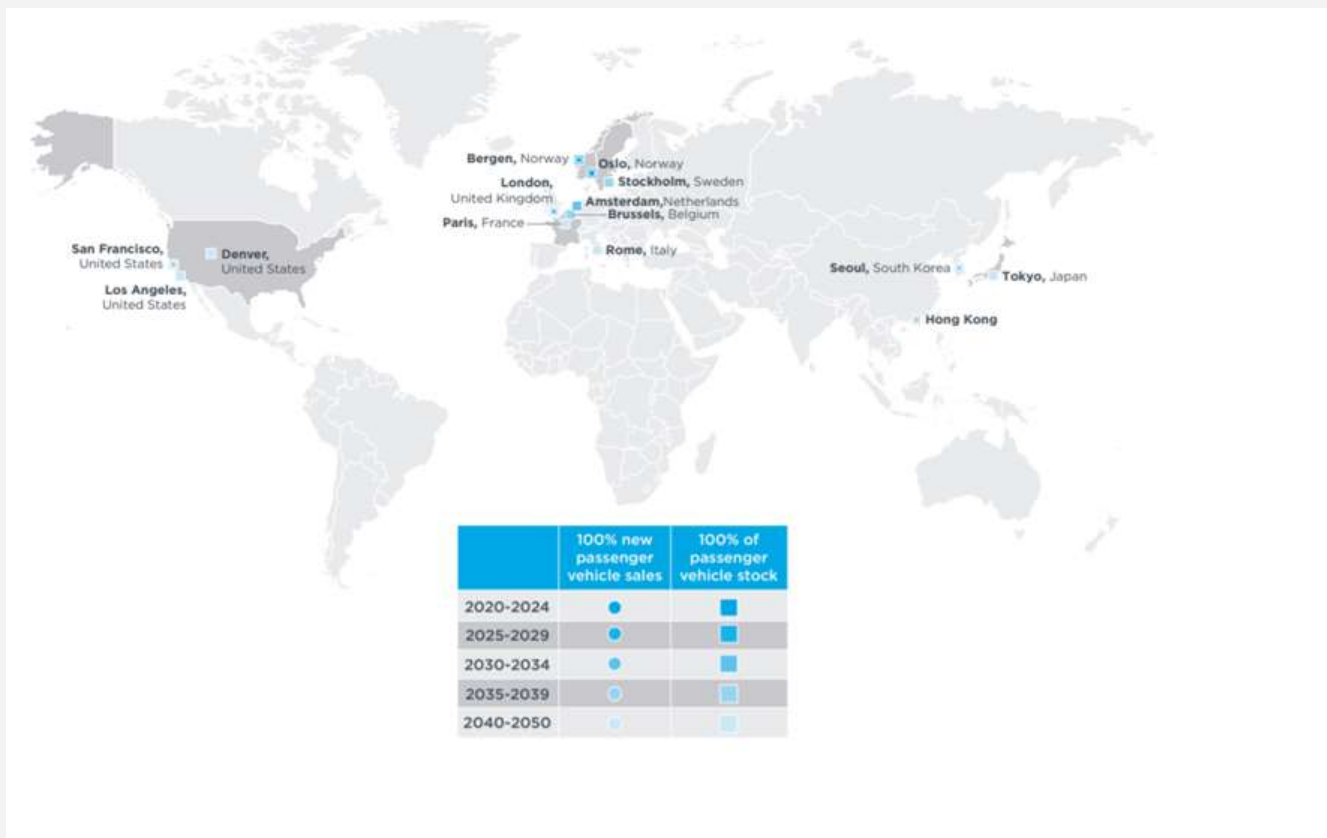 Bergen, Norway
Oslo, Norway
London,
United Kingdom
Stockholm, Sweden
Amsterdam,Netherlands
Brussels, Belgium
Paris, France
San Francisco,
United States
Denver,
United States
Rome, Italy
Los Angeles,
United States
Seoul, South Korea
Tokyo, Japan
Hong Kong
100% new
passenger
vehicle sales
100% of
passenger
vehicle stock
2020-2024
2025-2029
2030-2034
2035-2039
2040-2050